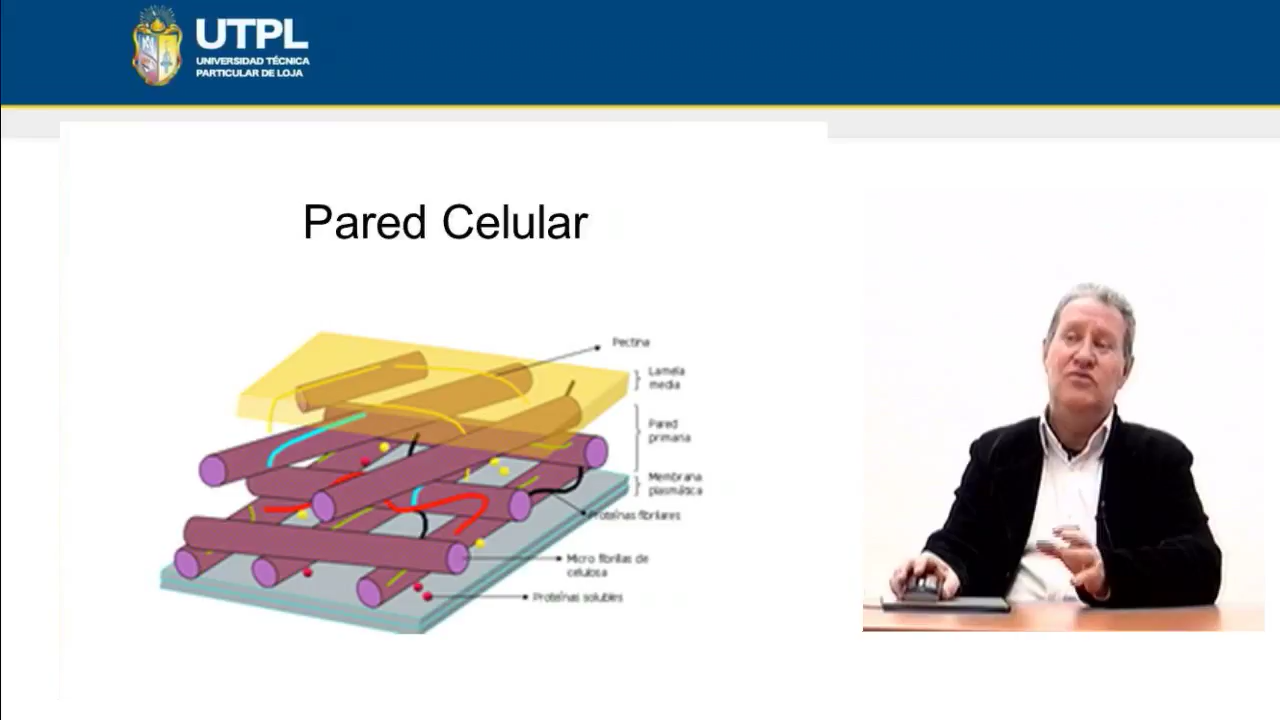 UTPL
UNIVERSIDAD TÉCNICA
PARTICULAR DE LOJA
Pared Celular
Pectina
Lamela
media
Pared
primaria
Membrana
plasmática
Proteínas fibrilares
Micro fibrillas de
celulosa
Proteínas solubles